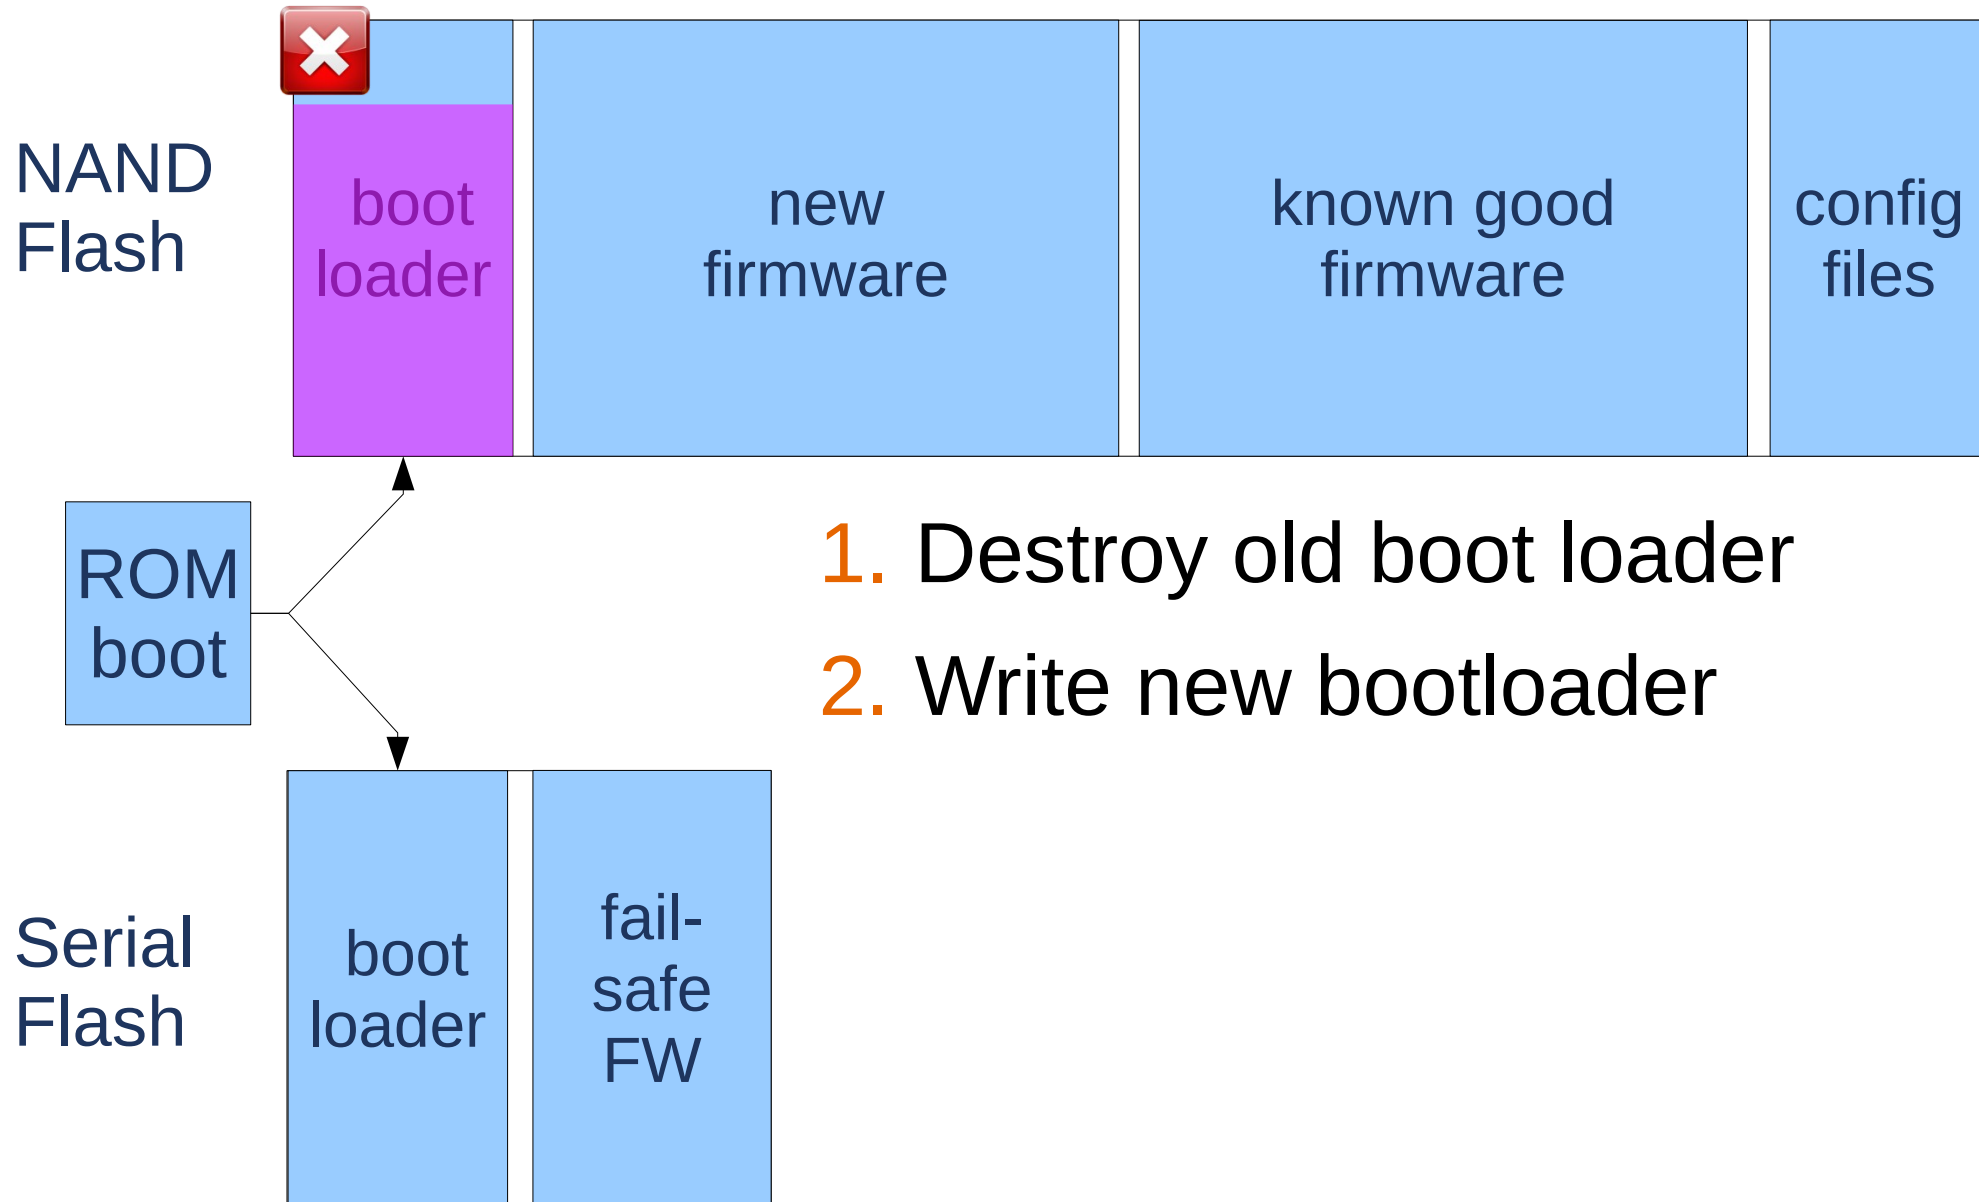 NAND
Flash
boot
loader
new
firmware
known good
firmware
config
files
ROM
boot
1. Destroy old boot loader
2. Write new bootloader
Serial
Flash
boot
loader
fail-
safe
FW